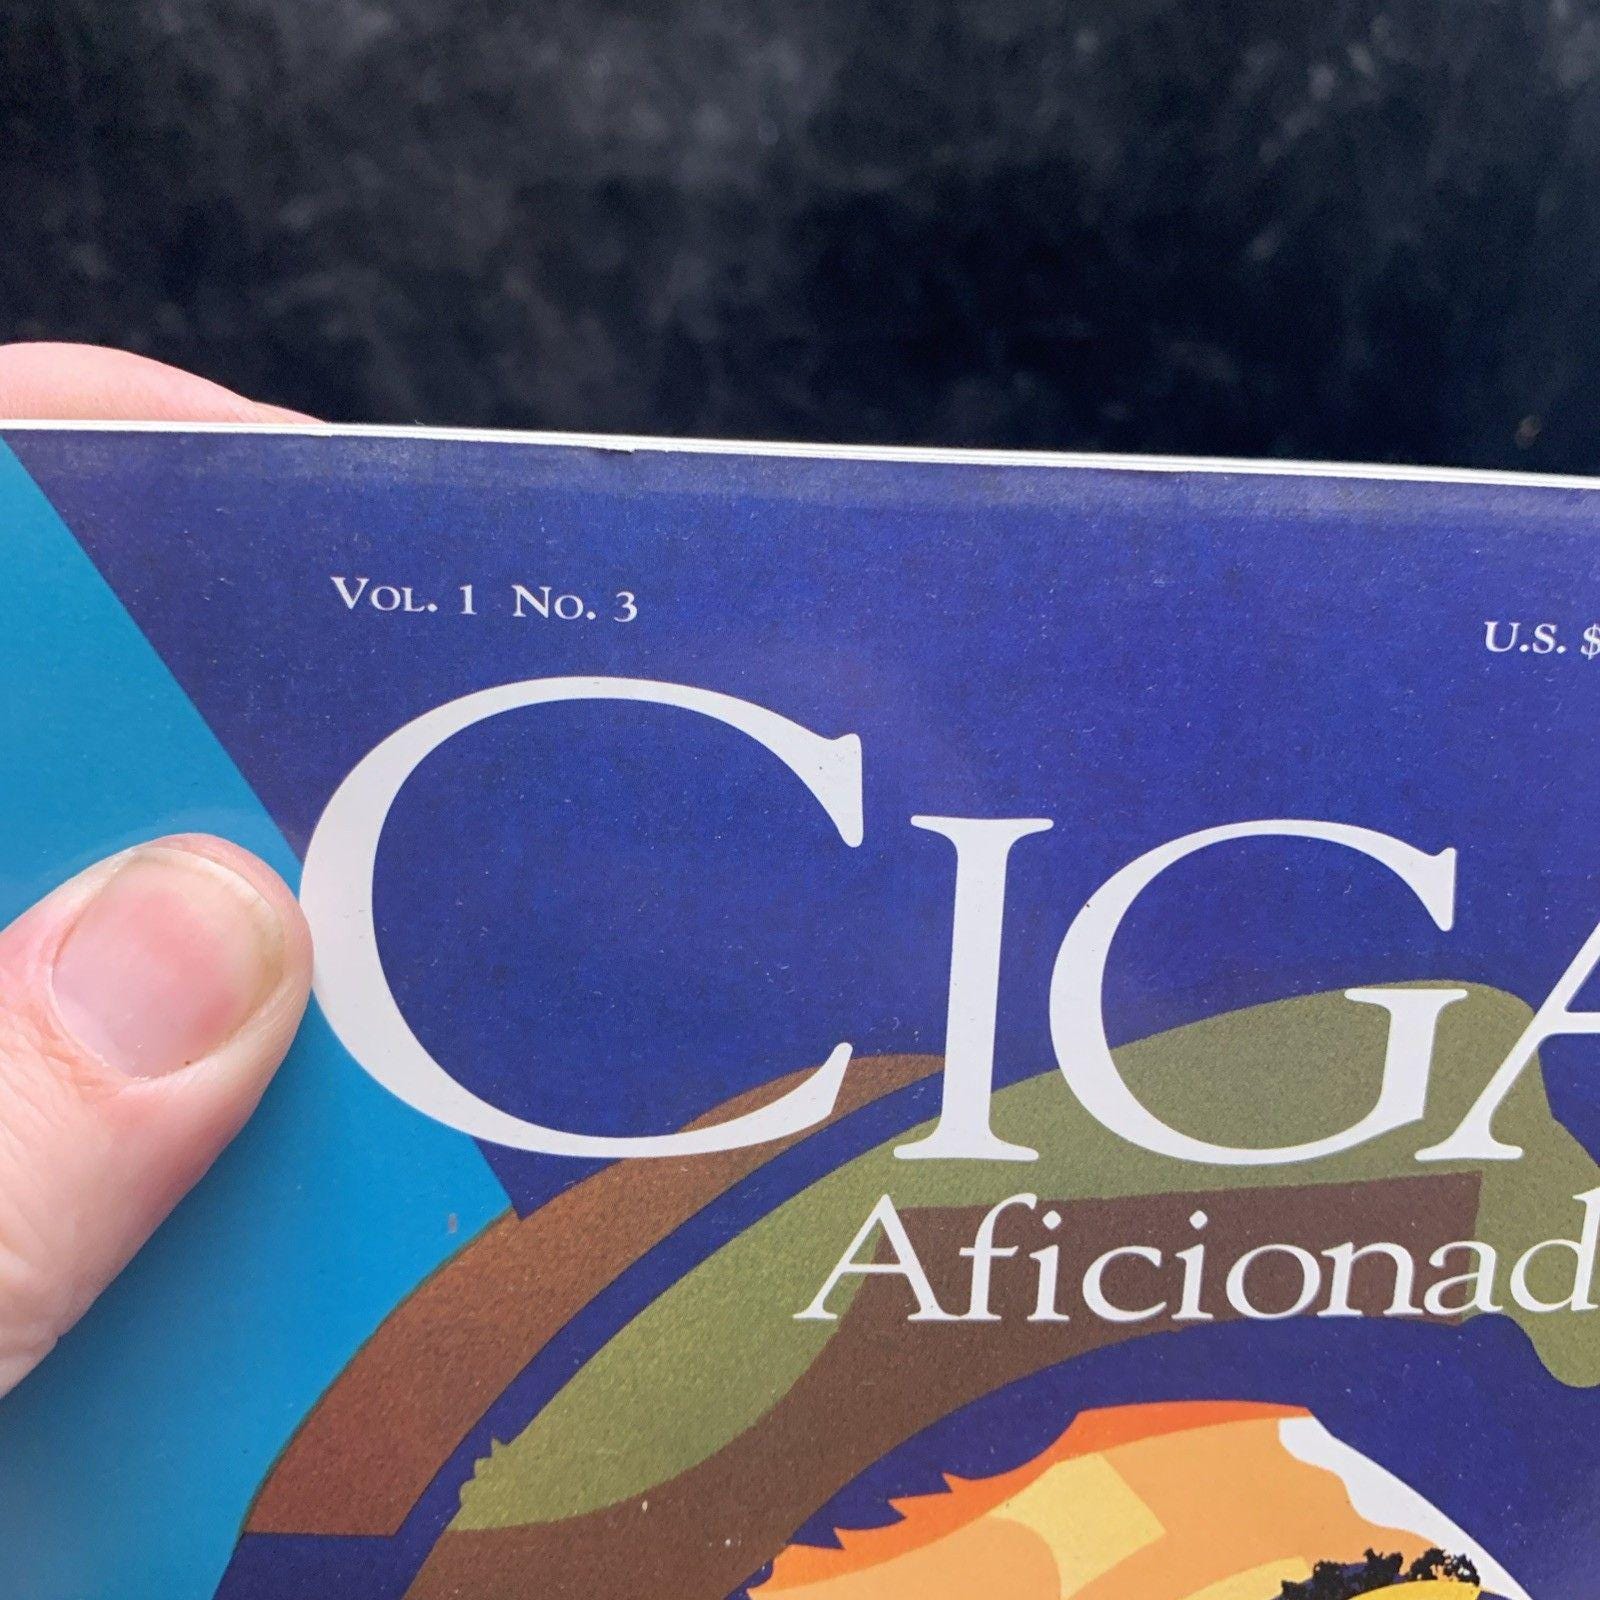 Vol. 1 No. 3
U.S. $
CIGA
Aficionad